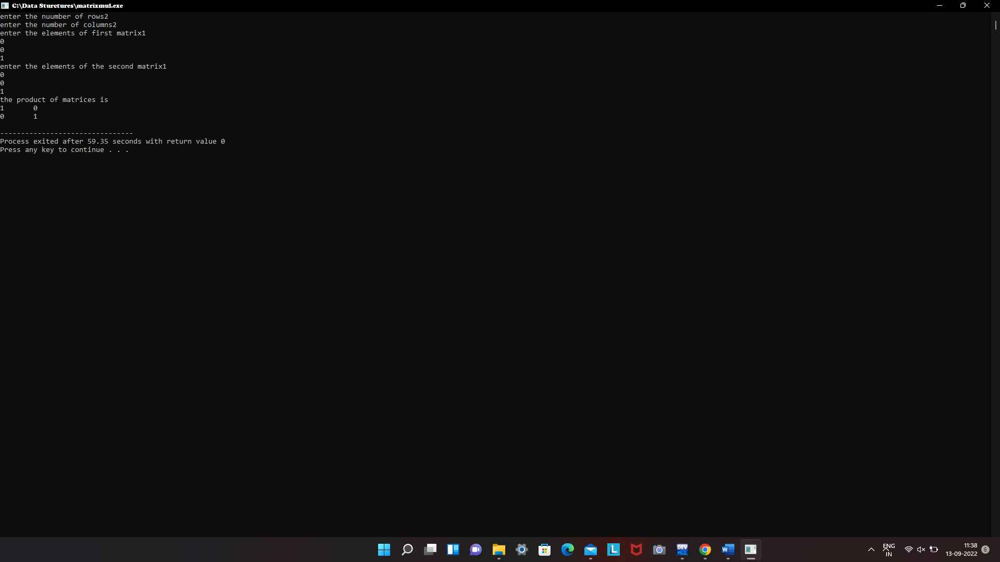 C:\Data Sturctures\matrixmul.exe
enter the nuumber of rows2
enter the number of columns2
enter the elements of first matrix1
0
0
1
enter the elements of the second matrix1
0
0
1
the product of matrices is
1 0
0 1
--------------------------------
Process exited after 59.35 seconds with return value 0
Press any key to continue . . .
L
DEV
C++
W
ENG
IN
11:38
13-09-2022
6